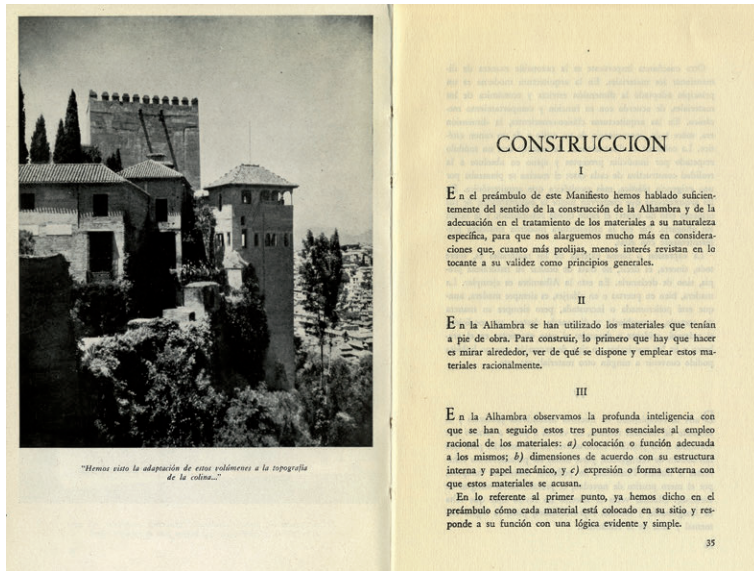 "Hemos visto la adaptación de estos volúmenes a la topografía
de la colina..."
CONSTRUCCION
I
En el preámbulo de este Manifiesto hemos hablado suficien-
temente del sentido de la construcción de la Alhambra y de la
adecuación en el tratamiento de los materiales a su naturaleza
específica, para que nos alarguemos mucho más en considera-
ciones que, cuanto más prolijas, menos interés revistan en lo
tocante a su validez como principios generales.
II
En la Alhambra se han utilizado los materiales que tenían
a pie de obra. Para construir, lo primero que hay que hacer
es mirar alrededor, ver de qué se dispone y emplear estos ma-
teriales racionalmente.
III
En la Alhambra observamos la profunda inteligencia con
que se han seguido estos tres puntos esenciales al empleo
racional de los materiales: a) colocación o función adecuada
a los mismos; b) dimensiones de acuerdo con su estructura
interna y papel mecánico, y c) expresión o forma externa con
que estos materiales se acusan.
En lo referente al primer punto, ya hemos dicho en el
preámbulo cómo cada material está colocado en su sitio y res-
ponde a su función con una lógica evidente y simple.
35